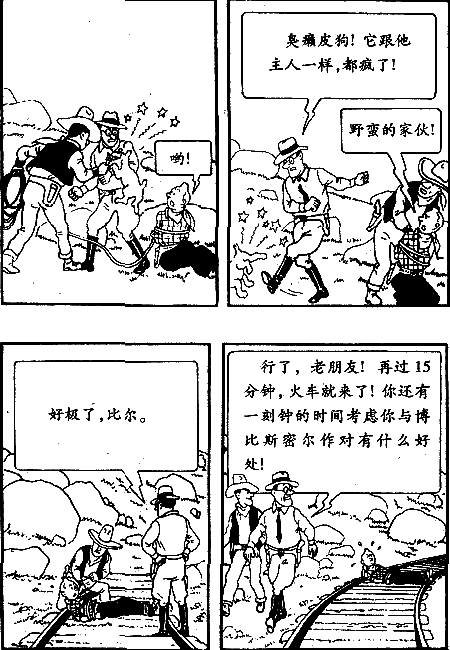 哟!
臭癞皮狗!它跟他
主人一样,都疯了!
野蛮的家伙!
好极了,比尔。
行了,老朋友!再过15
分钟,火车就来了!你还有
一刻钟的时间考虑你与博
比斯密尔作对有什么好
处!